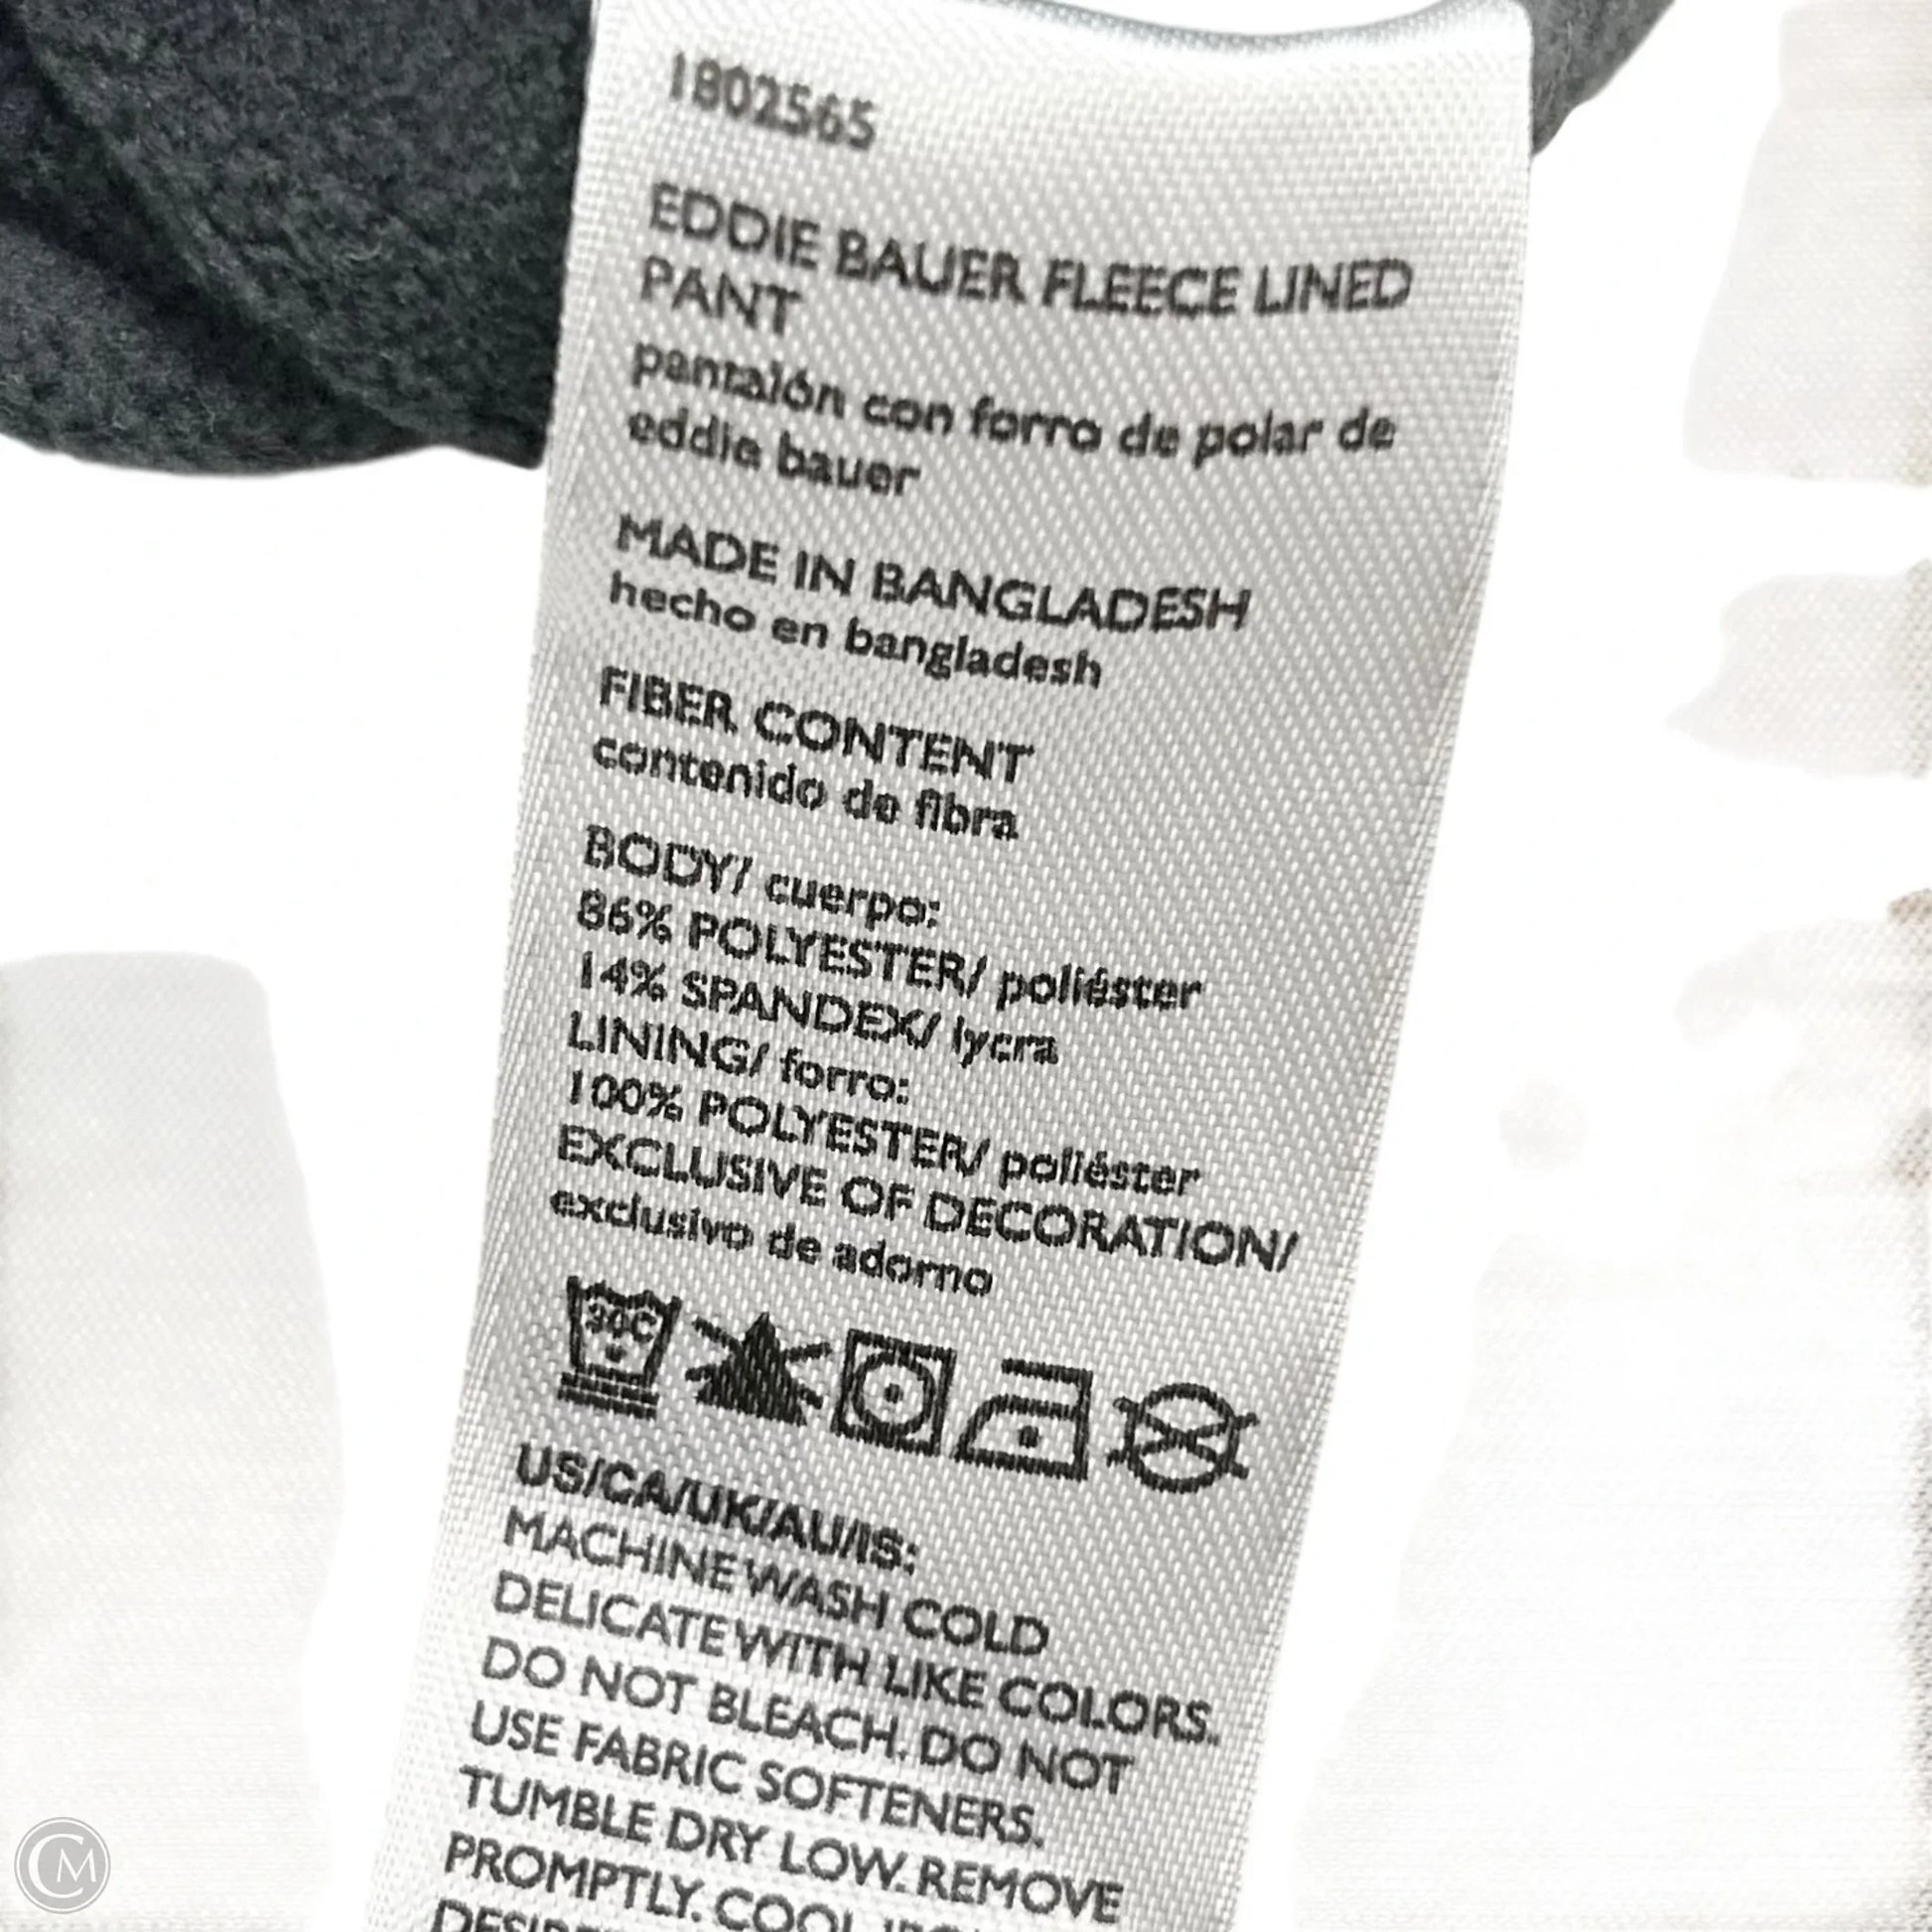 1802565
EDDIE BAUER FLEECE LINED
PANT
pantalón con forro de polar de
eddie bauer
MADE IN BANGLADESH
hecho en bangladesh
FIBER CONTENT
contenido de fibra
BODY/ cuerpo:
86% POLYESTER/ poliéster
14% SPANDEX/ lycra
LINING/ forro:
100% POLYESTER/ poliéster
EXCLUSIVE OF DECORATION/
exclusivo de adorno
30C
US/CA/UK/AU/IS:
MACHINE WASH COLD
DELICATE WITH LIKE COLORS.
DO NOT BLEACH. DO NOT
USE FABRIC SOFTENERS.
TUMBLE DRY LOW. REMOVE
PROMPTLY. COOL
CM